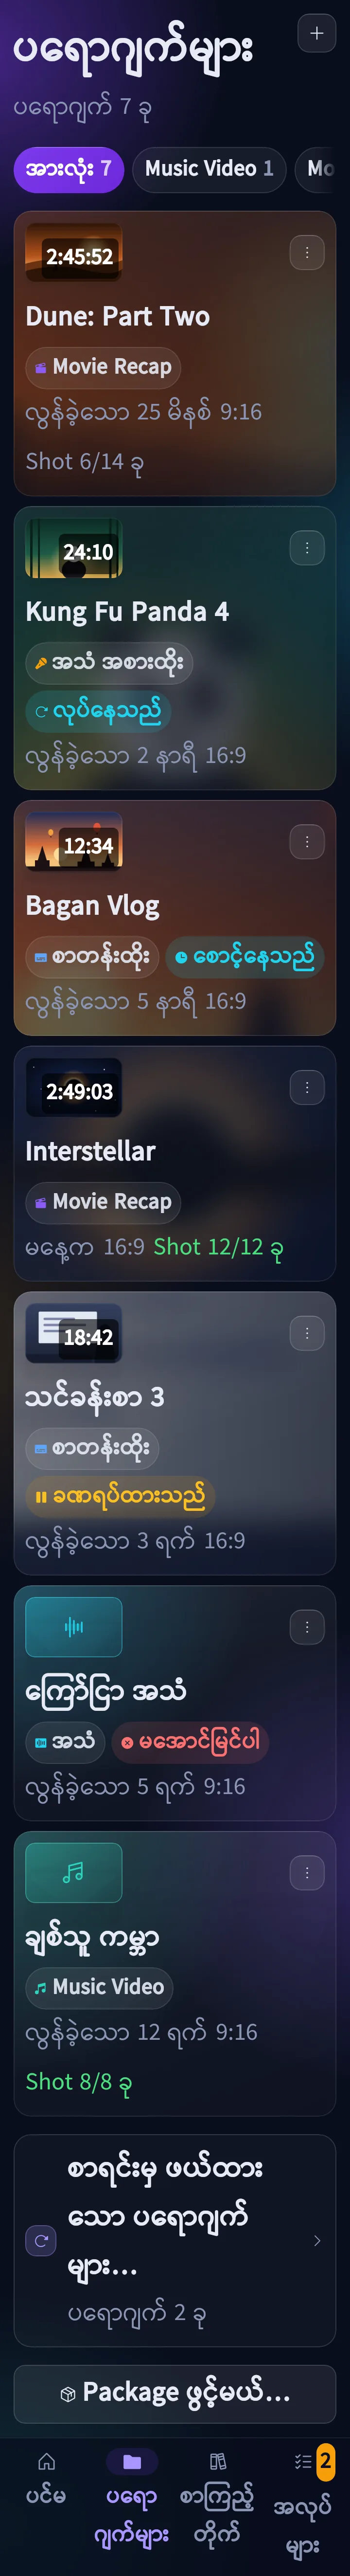 ပရောဂျက်များ
ပရောဂျက် 7 ခု
အားလုံး 7
Music Video 1
2:45:52
Dune: Part Two
Movie Recap
လွန်ခဲ့သော 25 မိနစ် 9:16
Shot 6/14 ခု
24:10
Kung Fu Panda 4
အသံ အစားထိုး
လုပ်နေသည်
လွန်ခဲ့သော 2 နာရီ 16:9
12:34
Bagan Vlog
စာတန်းထိုး
စောင့်နေသည်
လွန်ခဲ့သော 5 နာရီ 16:9
2:49:03
Interstellar
Movie Recap
မနေ့က 16:9 Shot 12/12 ခု
18:42
သင်ခန်းစာ 3
စာတန်းထိုး
ခဏရပ်ထားသည်
လွန်ခဲ့သော 3 ရက် 16:9
ကြော်ငြာ အသံ
အသံ
မအောင်မြင်ပါ
လွန်ခဲ့သော 5 ရက် 9:16
ချစ်သူ ကမ္ဘာ
Music Video
လွန်ခဲ့သော 12 ရက် 9:16
Shot 8/8 ခု
စာရင်းမှ ဖယ်ထား
သော ပရောဂျက်
များ...
ပရောဂျက် 2 ခု
Package ဖွင့်မယ်...
ပင်မ
ပရော
ဂျက်များ
စာကြည့်
တိုက်
2
အလုပ်
များ